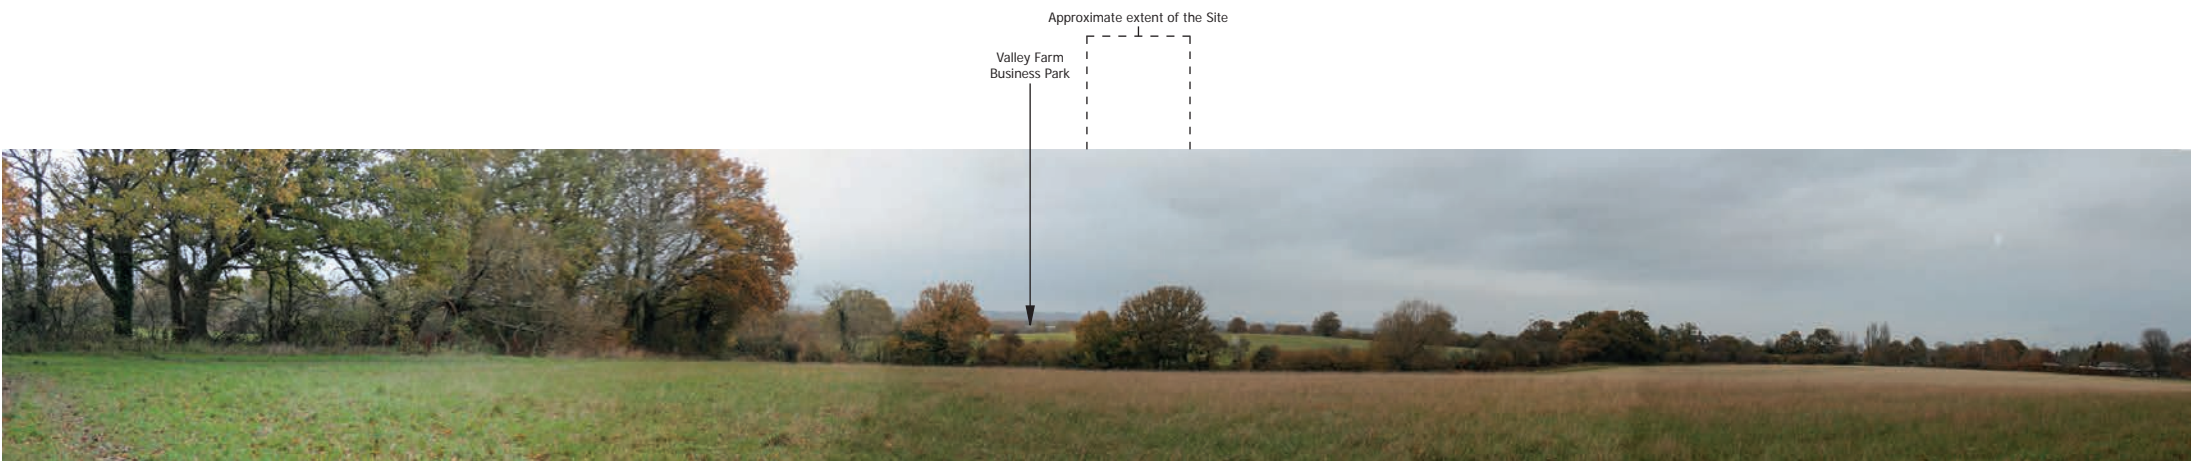 Approximate extent of the Site
Valley Farm
Business Park